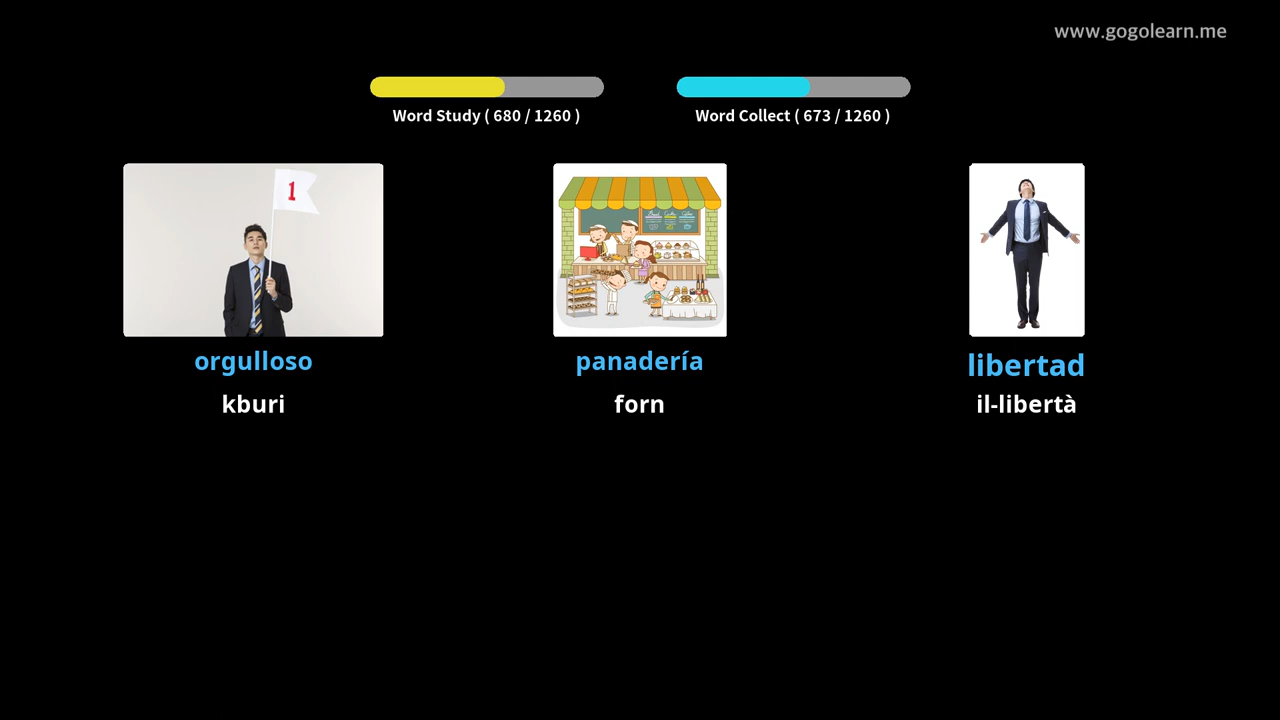 www.gogolearn.me
Word Study ( 680 / 1260 )
Word Collect ( 673 / 1260 )
1
orgulloso
panadería
libertad
kburi
forn
il-libertà